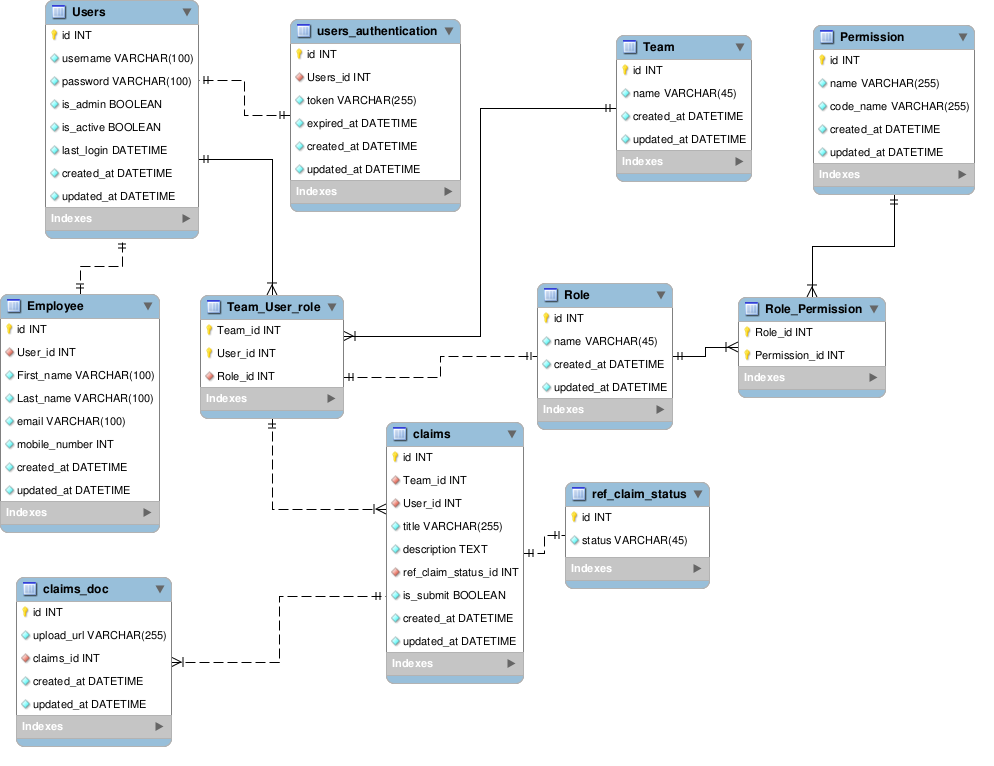 Users
id INT
username VARCHAR(100)
password VARCHAR(100)
is_admin BOOLEAN
is_active BOOLEAN
last_login DATETIME
created_at DATETIME
updated_at DATETIME
Indexes
users_authentication
id INT
Users_id INT
token VARCHAR(255)
expired_at DATETIME
created_at DATETIME
updated_at DATETIME
Indexes
Team
id INT
name VARCHAR(45)
created_at DATETIME
updated_at DATETIME
Indexes
Permission
id INT
name VARCHAR(255)
code_name VARCHAR(255)
created_at DATETIME
updated_at DATETIME
Indexes
Employee
id INT
User_id INT
First_name VARCHAR(100)
Last_name VARCHAR(100)
email VARCHAR(100)
mobile_number INT
created_at DATETIME
updated_at DATETIME
Indexes
Team_User_role
Team_id INT
User_id INT
Role_id INT
Indexes
Role
id INT
name VARCHAR(45)
created_at DATETIME
updated_at DATETIME
Indexes
Role_Permission
Role_id INT
Permission_id INT
Indexes
claims
id INT
Team_id INT
User_id INT
title VARCHAR(255)
description TEXT
ref_claim_status_id INT
is_submit BOOLEAN
created_at DATETIME
updated_at DATETIME
Indexes
ref_claim_status
id INT
status VARCHAR(45)
Indexes
claims_doc
id INT
upload_url VARCHAR(255)
claims_id INT
created_at DATETIME
updated_at DATETIME
Indexes